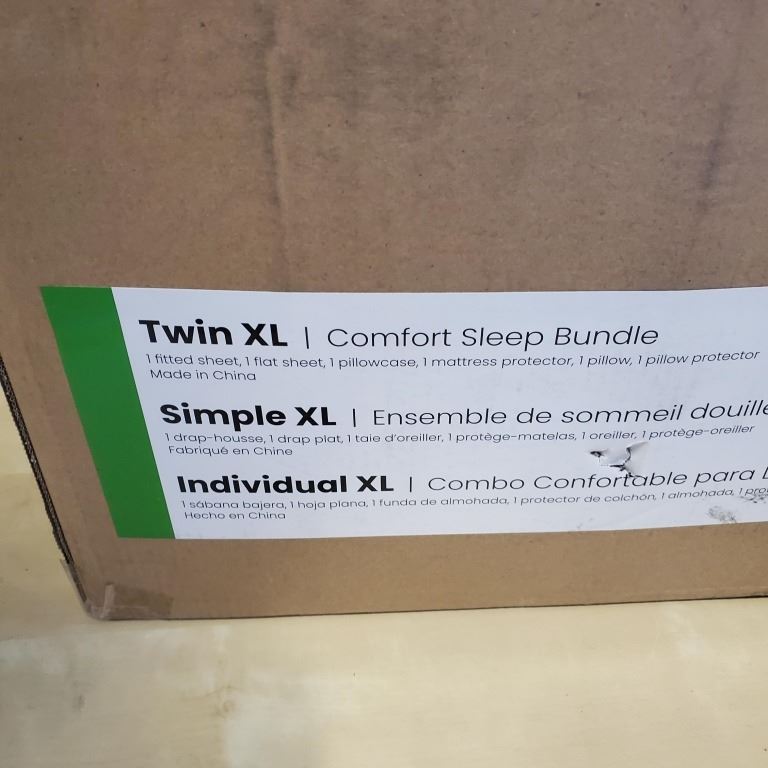 Twin XL | Comfort Sleep Bundle
1 fitted sheet, 1 flat sheet, 1 pillowcase, 1 mattress protector, 1 pillow, 1 pillow protector
Made in China
Simple XL | Ensemble de sommeil
1 drap-housse, 1 drap plat, 1 taie d'oreiller, 1 protège-matelas, 1 oreiller, 1 protège-oreiller
Fabriqué en Chine
Individual XL | Combo Confortable para
1 sábana bajera, 1 hoja plana, 1 funda de almohada, 1 protector de colchón, 1 almohada, 1
Hecho en China